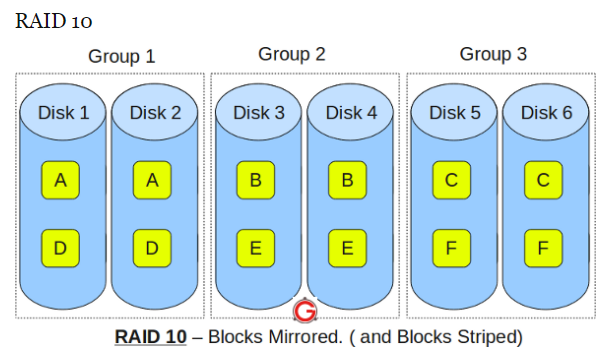 RAID 10
Group 1 Group 2 Group 3
Disk 1 Disk 2 Disk 3 Disk 4 Disk 5 Disk 6
A A B B C C
D D E E F F
G
RAID 10 – Blocks Mirrored. ( and Blocks Striped)